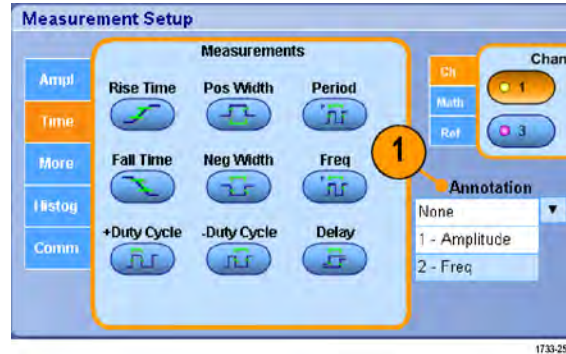 Measurement Setup
Measurements
Ampl
Time
More
Histog
Comm
Rise Time
Pos Width
Period
Fall Time
Neg Width
Freq
+Duty Cycle
-Duty Cycle
Delay
Ch
Math
Ref
Chan
1
3
1
Annotation
None
1 - Amplitude
2 - Freq
1733-25